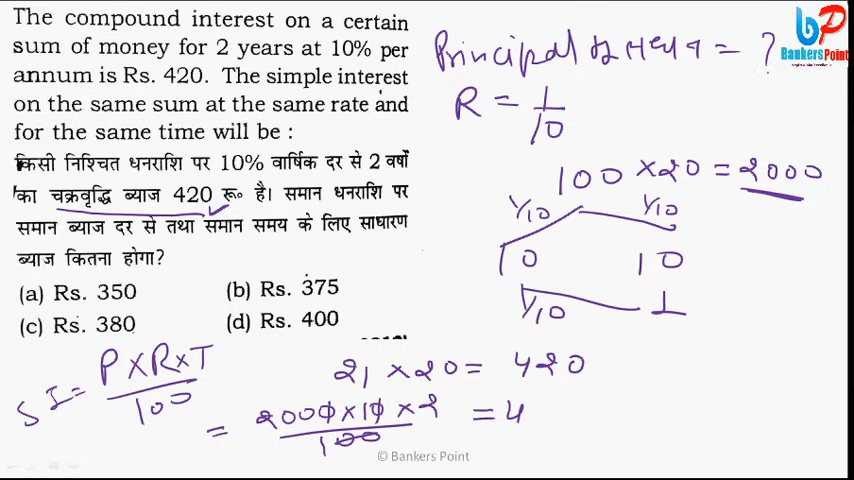 The compound interest on a certain
sum of money for 2 years at 10% per
annum is Rs. 420. The simple interest
on the same sum at the same rate and
for the same time will be :
किसी निश्चित धनराशि पर 10% वार्षिक दर से 2 वर्षों
का चक्रवृद्धि ब्याज 420 रू० है। समान धनराशि पर
समान ब्याज दर से तथा समान समय के लिए साधारण
ब्याज कितना होगा?
(a) Rs. 350 (b) Rs. 375
(c) Rs. 380 (d) Rs. 400
Principal = ?
R = 1/10
100 × 20 = 2000
1/10 1/10
10 10
1/10 1
21 × 20 = 420
SI = P × R × T / 100
= 2000 × 10 × 2 / 100 = 4
© Bankers Point
BankersPoint